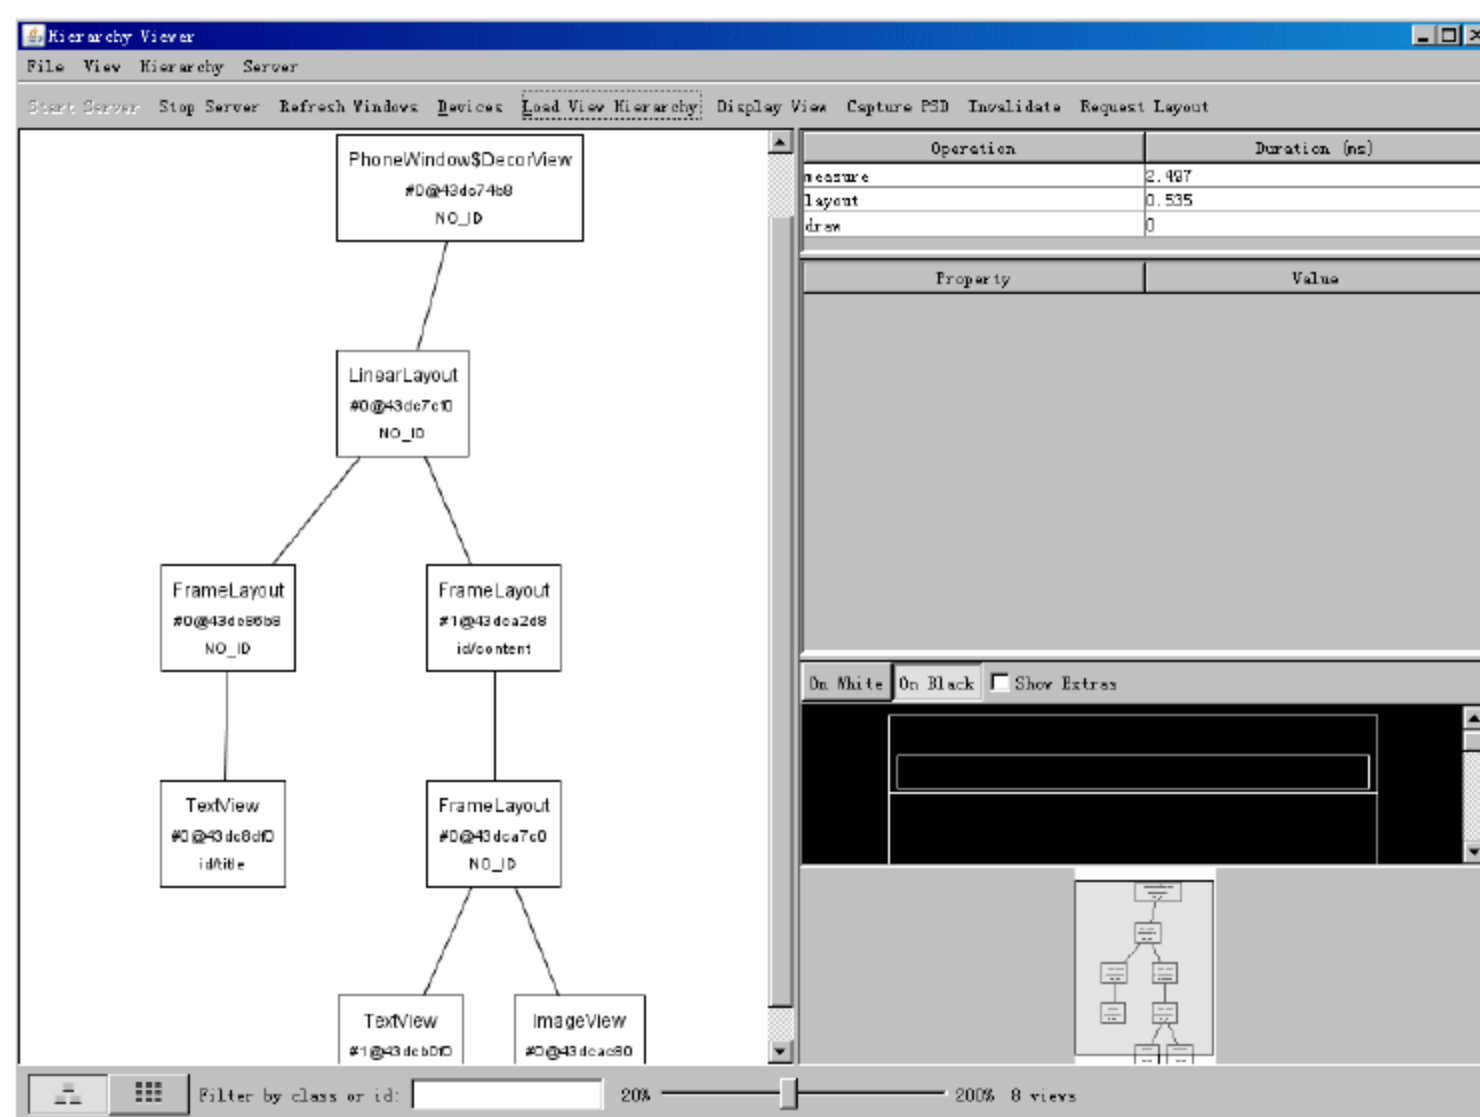 Hierarchy Viewer
File View Hierarchy Server
Start Server Stop Server Refresh Windows Devices Load View Hierarchy Display View Capture PSD Invalidate Request Layout
PhoneWindow$DecorView
#0@43dc74b8
NO_ID
LinearLayout
#0@43dc7cf0
NO_ID
FrameLayout
#0@43dc86b8
NO_ID
FrameLayout
#1@43dca2d8
id/content
TextView
#0@43dc8df0
id/title
FrameLayout
#0@43dca7c0
NO_ID
TextView
#1@43dcb0f0
ImageView
#0@43dcac80
Operation Duration (ms)
measure 2.497
layout 0.535
draw 0
Property Value
On White On Black Show Extras
Filter by class or id: 20% 200% 8 views